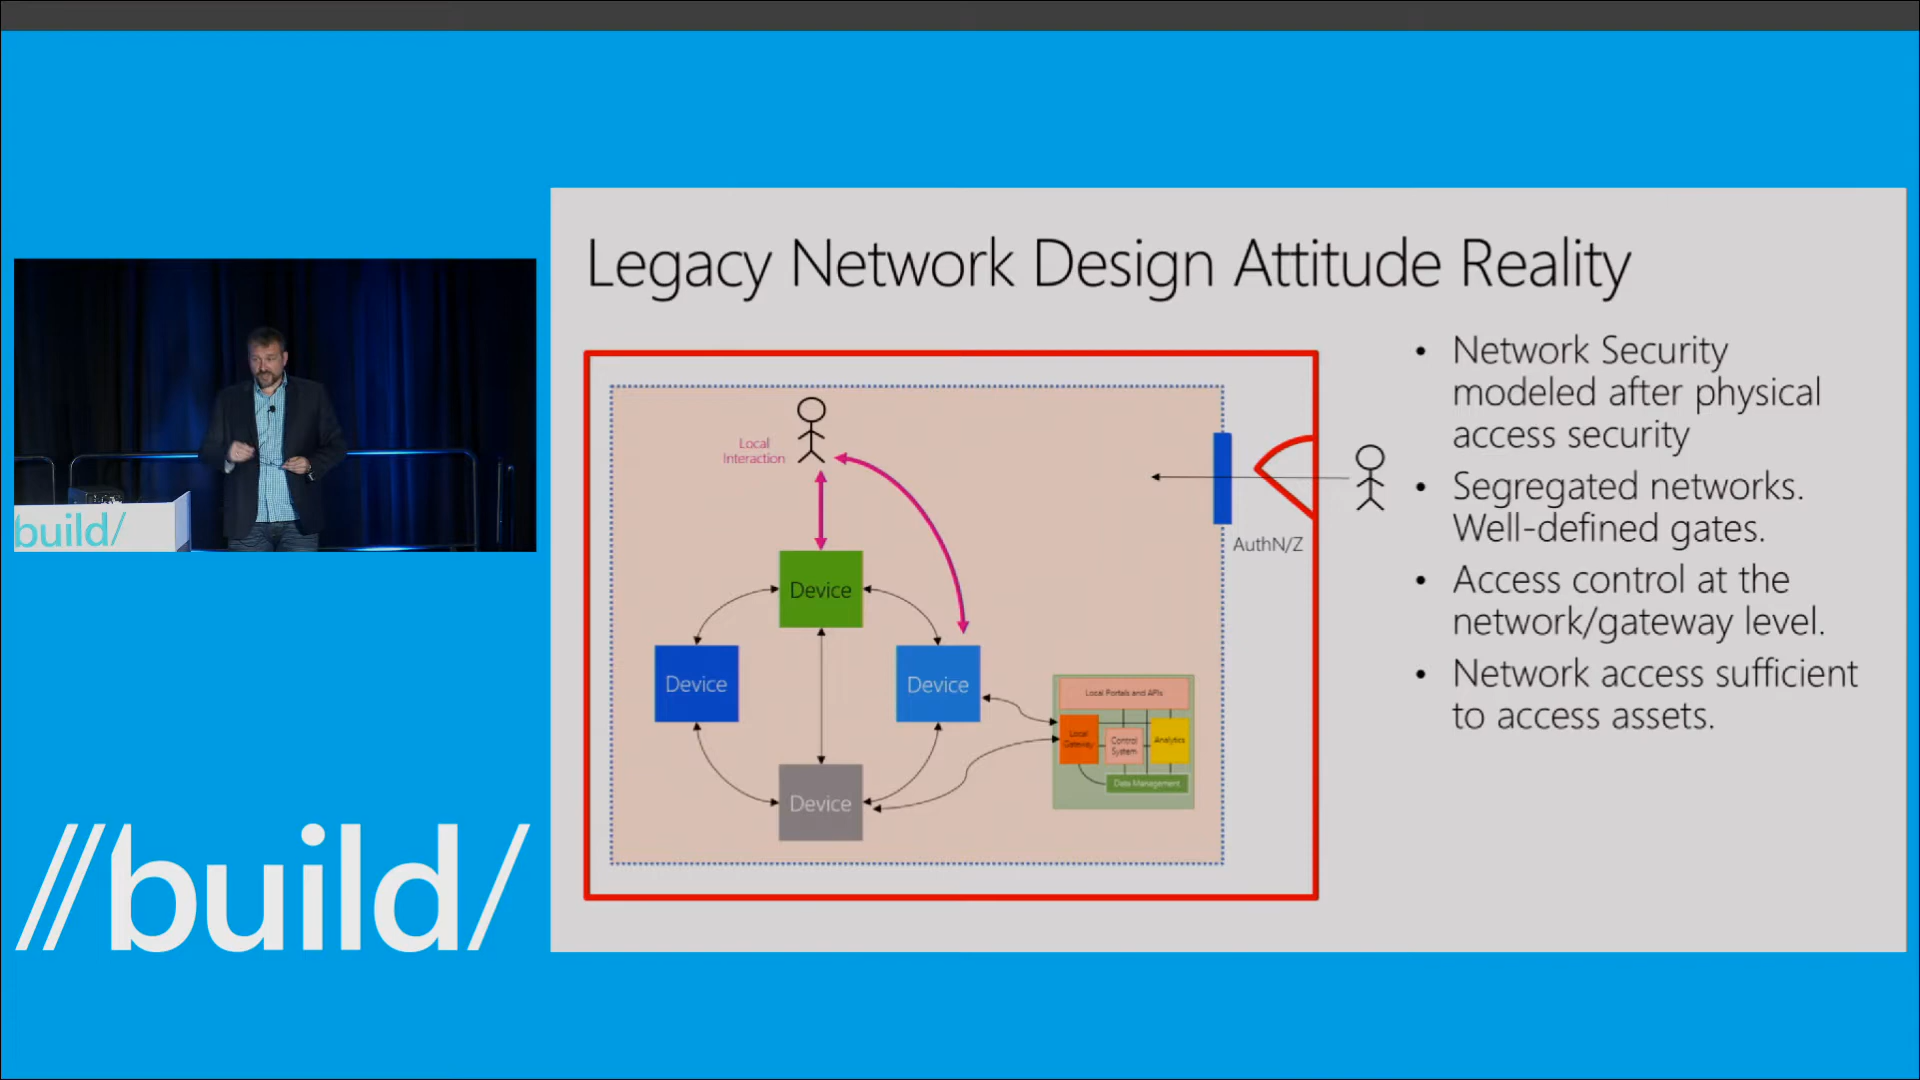 Legacy Network Design Attitude Reality
• Network Security
modeled after physical
access security
• Segregated networks.
Well-defined gates.
• Access control at the
network/gateway level.
• Network access sufficient
to access assets.
Local
Interaction
AuthN/Z
Device
Device
Device
Device
Local Portals and APIs
Local
Gateway
Control
System
Analytics
Data Management
build/
//build/